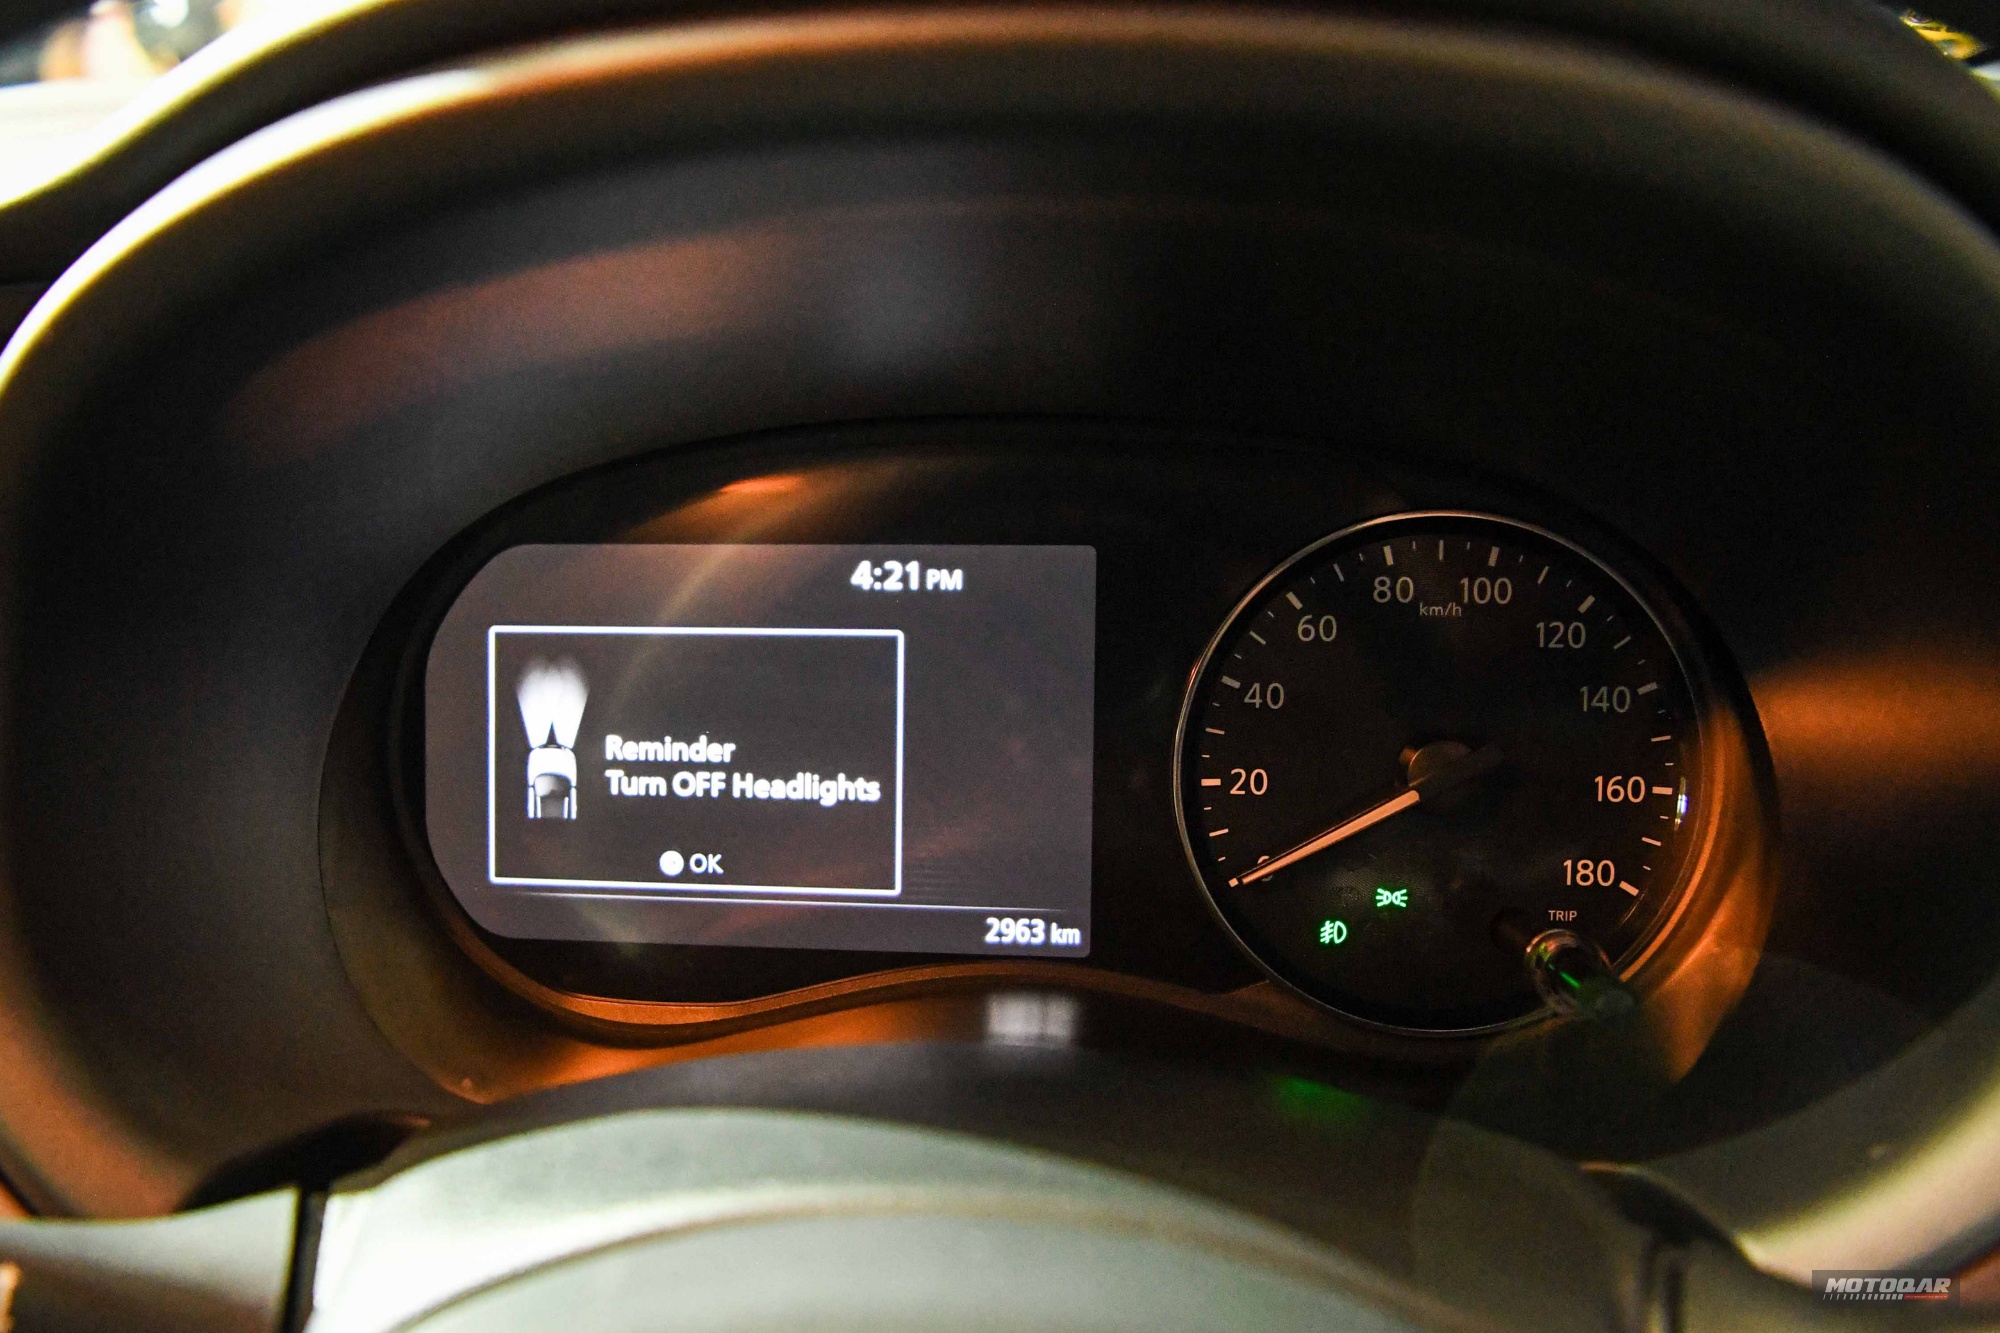 4:21 PM
Reminder
Turn OFF Headlights
OK
2963 km
0
20
40
60
80
100
120
140
160
180
km/h
TRIP
MOTOQAR